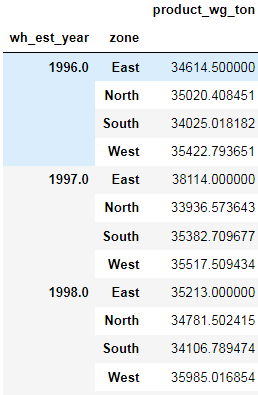 product_wg_ton
wh_est_year zone
1996.0 East 34614.500000
North 35020.408451
South 34025.018182
West 35422.793651
1997.0 East 38114.000000
North 33936.573643
South 35382.709677
West 35517.509434
1998.0 East 35213.000000
North 34781.502415
South 34106.789474
West 35985.016854